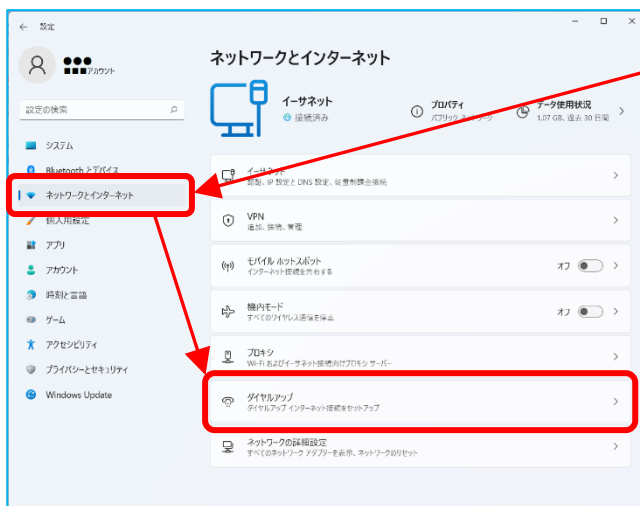 設定
アカウント
設定の検索
システム
Bluetooth とデバイス
ネットワークとインターネット
個人用設定
アプリ
アカウント
時刻と言語
ゲーム
アクセシビリティ
プライバシーとセキュリティ
Windows Update
ネットワークとインターネット
イーサネット
接続済み
プロパティ
パブリック ネットワーク
データ使用状況
1.07 GB、過去 30 日間
イーサネット
認証、IP 設定と DNS 設定、従量制課金接続
VPN
追加、接続、管理
モバイル ホットスポット
インターネット接続を共有する
オフ
機内モード
すべてのワイヤレス通信を停止
オフ
プロキシ
Wi-Fi およびイーサネット接続向けプロキシ サーバー
ダイヤルアップ
ダイヤルアップ インターネット接続をセットアップ
ネットワークの詳細設定
すべてのネットワーク アダプターを表示、ネットワークのリセット